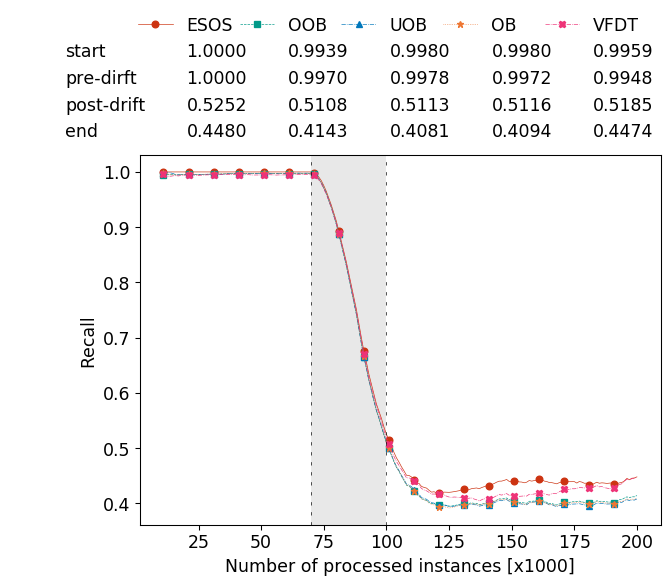 ESOS OOB UOB OB VFDT
start 1.0000 0.9939 0.9980 0.9980 0.9959
pre-dirft 1.0000 0.9970 0.9978 0.9972 0.9948
post-drift 0.5252 0.5108 0.5113 0.5116 0.5185
end 0.4480 0.4143 0.4081 0.4094 0.4474
1.0
0.9
0.8
0.7
0.6
0.5
0.4
Recall
25 50 75 100 125 150 175 200
Number of processed instances [x1000]